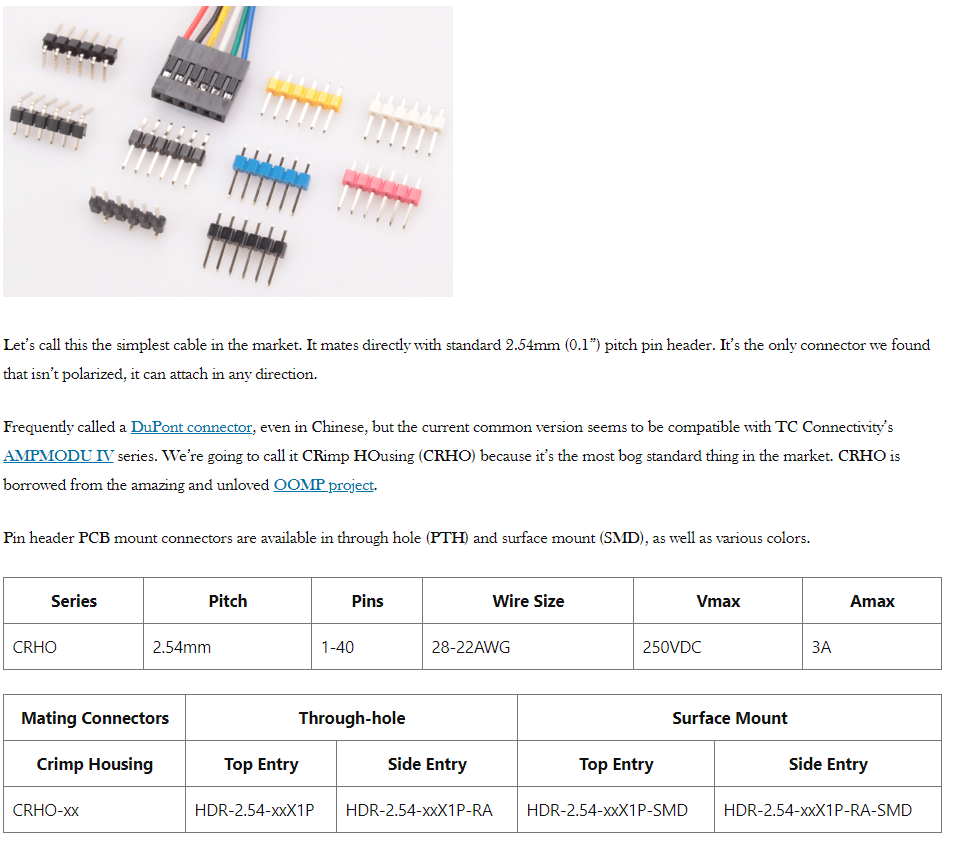 Let's call this the simplest cable in the market. It mates directly with standard 2.54mm (0.1”) pitch pin header. It's the only connector we found
that isn't polarized, it can attach in any direction.
Frequently called a DuPont connector, even in Chinese, but the current common version seems to be compatible with TC Connectivity's
AMPMODU IV series. We're going to call it CRimp HOusing (CRHO) because it's the most bog standard thing in the market. CRHO is
borrowed from the amazing and unloved OOMP project.
Pin header PCB mount connectors are available in through hole (PTH) and surface mount (SMD), as well as various colors.
Series Pitch Pins Wire Size Vmax Amax
CRHO 2.54mm 1-40 28-22AWG 250VDC 3A
Mating Connectors Through-hole Surface Mount
Crimp Housing Top Entry Side Entry Top Entry Side Entry
CRHO-xx HDR-2.54-xxX1P HDR-2.54-xxX1P-RA HDR-2.54-xxX1P-SMD HDR-2.54-xxX1P-RA-SMD